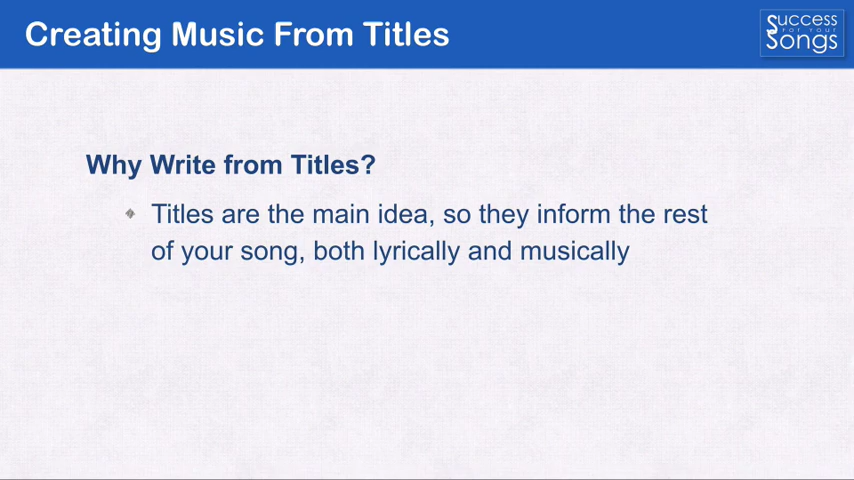 Creating Music From Titles
Success
FOR YOUR
Songs
Why Write from Titles?
Titles are the main idea, so they inform the rest
of your song, both lyrically and musically